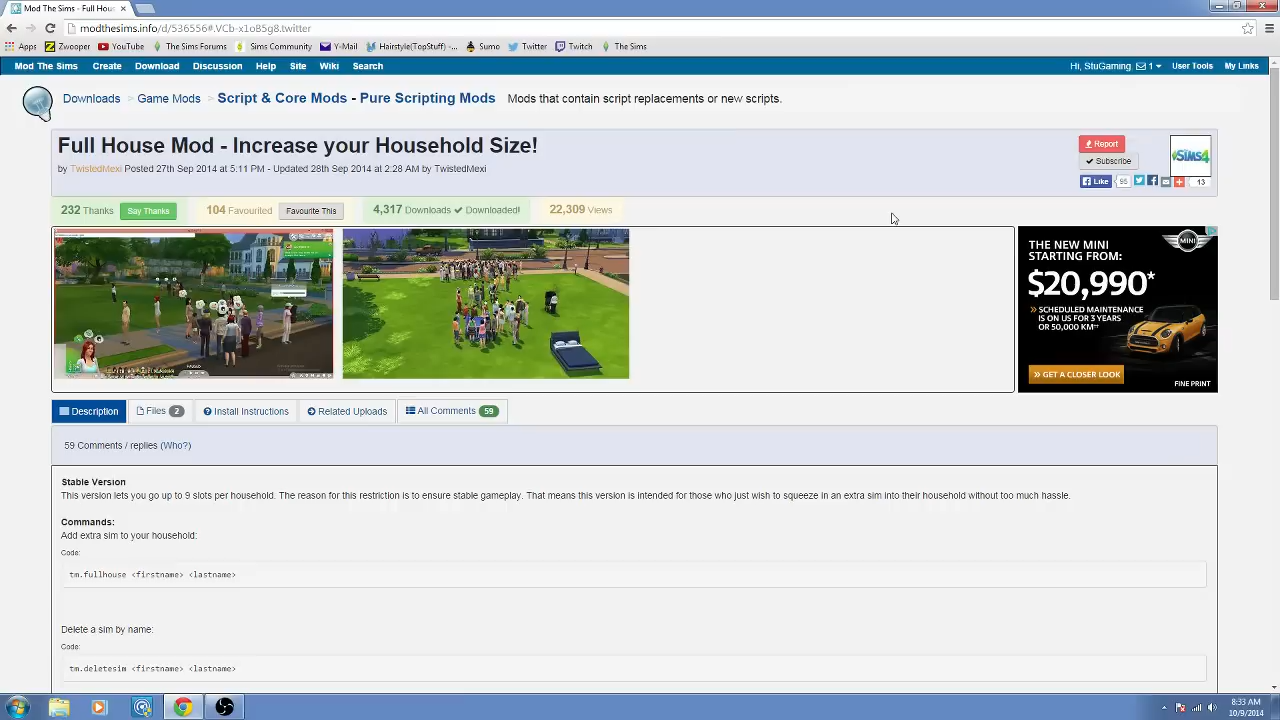 Mod The Sims - Full Hou
modthesims.info/d/536556#.VCb-x1o85g8.twitter
Apps Zwooper YouTube The Sims Forums Sims Community Y-Mail Hairstyle(TopStuff) -... Sumo Twitter Twitch The Sims
Mod The Sims Create Download Discussion Help Site Wiki Search Hi, StuGaming 1 User Tools My Links
Downloads > Game Mods > Script & Core Mods - Pure Scripting Mods Mods that contain script replacements or new scripts.
Full House Mod - Increase your Household Size!
by TwistedMexi Posted 27th Sep 2014 at 5:11 PM - Updated 28th Sep 2014 at 2:28 AM by TwistedMexi
Report
Subscribe
Like 13
The SIMS4
232 Thanks Say Thanks 104 Favourited Favourite This 4,317 Downloads Downloaded! 22,309 Views
THE NEW MINI
STARTING FROM:
$20,990*
» SCHEDULED MAINTENANCE
IS ON US FOR 3 YEARS
OR 50,000 KM**
» GET A CLOSER LOOK
FINE PRINT
MINI
Description Files 2 Install Instructions Related Uploads All Comments 59
59 Comments / replies (Who?)
Stable Version
This version lets you go up to 9 slots per household. The reason for this restriction is to ensure stable gameplay. That means this version is intended for those who just wish to squeeze in an extra sim into their household without too much hassle.
Commands:
Add extra sim to your household:
Code:
tm.fullhouse <firstname> <lastname>
Delete a sim by name:
Code:
tm.deletesim <firstname> <lastname>
8:33 AM
10/9/2014